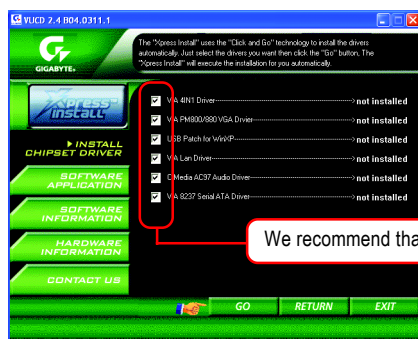 VUCD 2.4 B04.0311.1
The "Xpress Install" uses the "Click and Go" technology to install the drivers
automatically. Just select the drivers you want then click the "Go" button. The
"Xpress Install" will execute the installation for you automatically.
GIGABYTE
Xpress
INSTALL
INSTALL
CHIPSET DRIVER
SOFTWARE
APPLICATION
SOFTWARE
INFORMATION
HARDWARE
INFORMATION
CONTACT US
VIA 4IN1 Driver not installed
VIA PM800/880 VGA Drvier not installed
USB Patch for WinXP not installed
VIA Lan Driver not installed
C-Media AC97 Audio Driver not installed
VIA 8237 Serial ATA Driver not installed
We recommend tha
GO RETURN EXIT